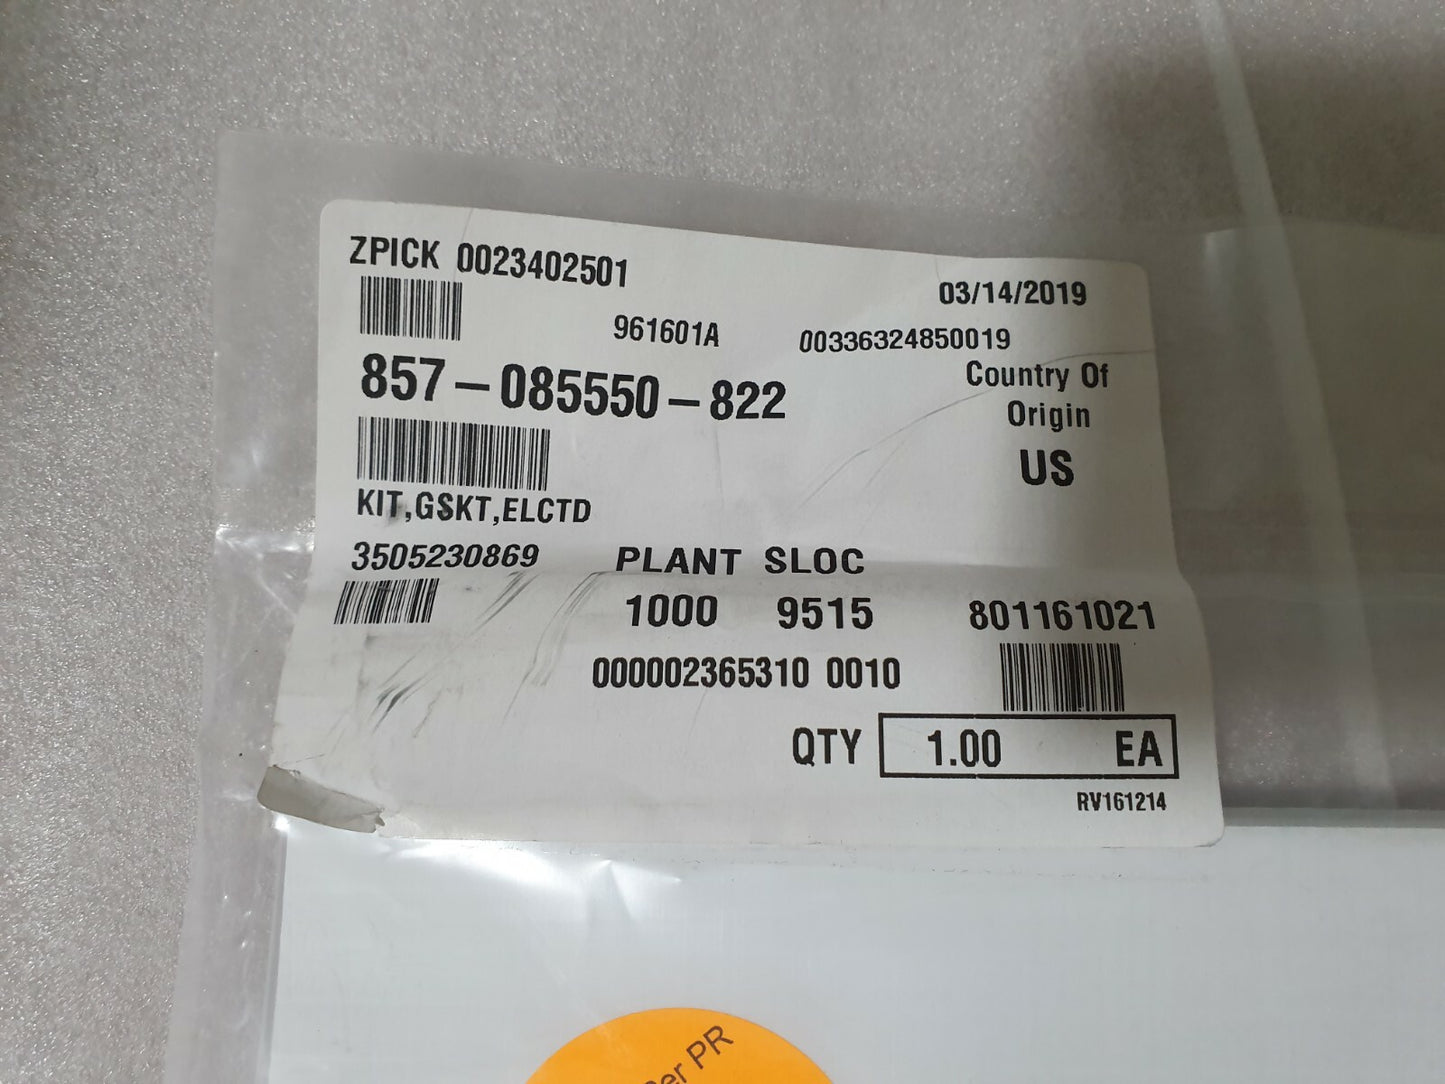 ZPICK 0023402501
03/14/2019
961601A
00336324850019
857-085550-822
Country Of
Origin
US
KIT,GSKT,ELCTD
3505230869
PLANT SLOC
1000 9515
801161021
000002365310 0010
QTY 1.00 EA
RV161214
PR